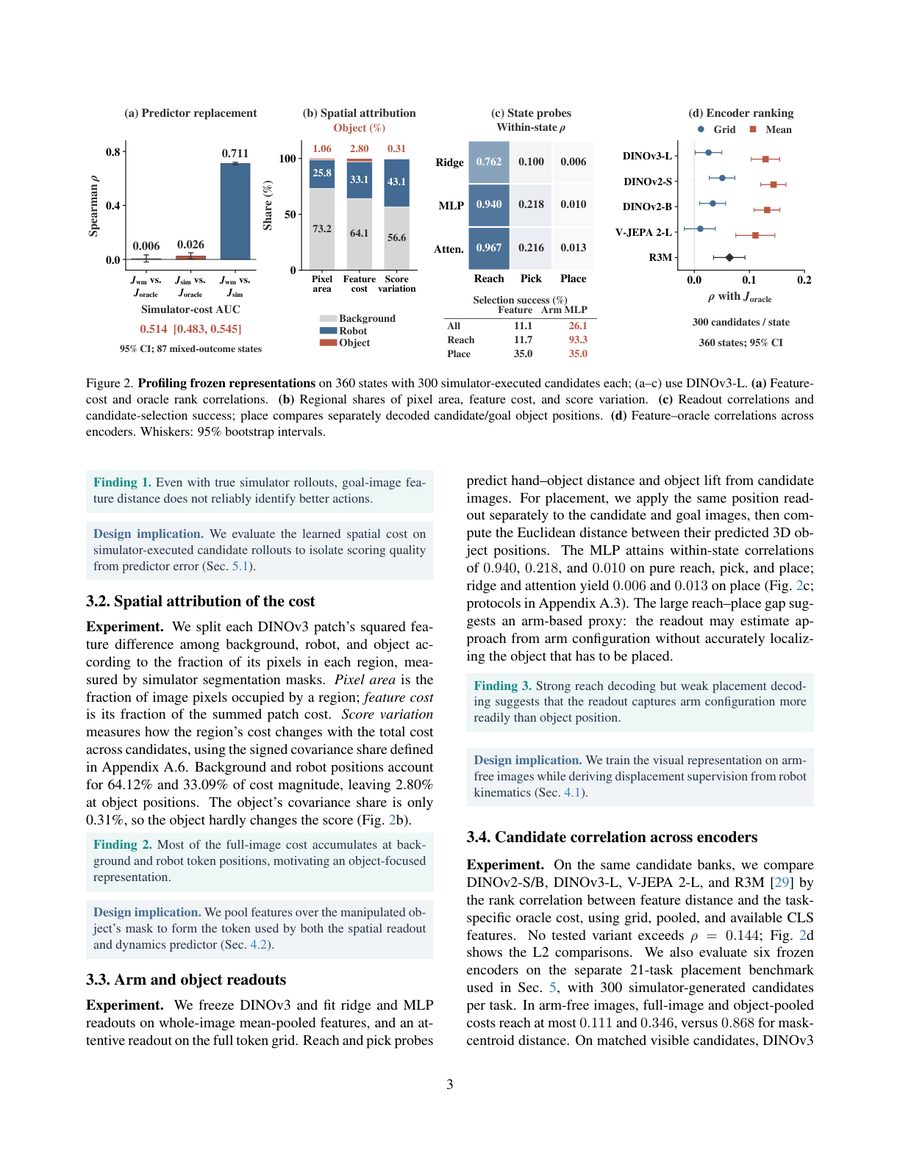 (a) Predictor replacement
Spearman ρ
0.8
0.4
0.0
0.006
0.026
0.711
Jwm vs. Joracle
Jsim vs. Joracle
Jwm vs. Jsim
Simulator-cost AUC
0.514 [0.483, 0.545]
95% CI; 87 mixed-outcome states
(b) Spatial attribution
Object (%)
1.06 2.80 0.31
Share (%)
100
50
0
25.8 33.1 43.1
73.2 64.1 56.6
Pixel area
Feature cost
Score variation
Background
Robot
Object
(c) State probes
Within-state ρ
Ridge 0.762 0.100 0.006
MLP 0.940 0.218 0.010
Atten. 0.967 0.216 0.013
Reach Pick Place
Selection success (%)
Feature Arm MLP
All 11.1 26.1
Reach 11.7 93.3
Place 35.0 35.0
(d) Encoder ranking
Grid Mean
DINOv3-L
DINOv2-S
DINOv2-B
V-JEPA 2-L
R3M
0.0 0.1 0.2
ρ with Joracle
300 candidates / state
360 states; 95% CI
Figure 2. Profiling frozen representations on 360 states with 300 simulator-executed candidates each; (a–c) use DINOv3-L. (a) Feature-
cost and oracle rank correlations. (b) Regional shares of pixel area, feature cost, and score variation. (c) Readout correlations and
candidate-selection success; place compares separately decoded candidate/goal object positions. (d) Feature–oracle correlations across
encoders. Whiskers: 95% bootstrap intervals.
Finding 1. Even with true simulator rollouts, goal-image fea-
ture distance does not reliably identify better actions.
Design implication. We evaluate the learned spatial cost on
simulator-executed candidate rollouts to isolate scoring quality
from predictor error (Sec. 5.1).
3.2. Spatial attribution of the cost
Experiment. We split each DINOv3 patch's squared fea-
ture difference among background, robot, and object ac-
cording to the fraction of its pixels in each region, mea-
sured by simulator segmentation masks. Pixel area is the
fraction of image pixels occupied by a region; feature cost
is its fraction of the summed patch cost. Score variation
measures how the region's cost changes with the total cost
across candidates, using the signed covariance share defined
in Appendix A.6. Background and robot positions account
for 64.12% and 33.09% of cost magnitude, leaving 2.80%
at object positions. The object's covariance share is only
0.31%, so the object hardly changes the score (Fig. 2b).
Finding 2. Most of the full-image cost accumulates at back-
ground and robot token positions, motivating an object-focused
representation.
Design implication. We pool features over the manipulated ob-
ject's mask to form the token used by both the spatial readout
and dynamics predictor (Sec. 4.2).
3.3. Arm and object readouts
Experiment. We freeze DINOv3 and fit ridge and MLP
readouts on whole-image mean-pooled features, and an at-
tentive readout on the full token grid. Reach and pick probes
predict hand–object distance and object lift from candidate
images. For placement, we apply the same position read-
out separately to the candidate and goal images, then com-
pute the Euclidean distance between their predicted 3D ob-
ject positions. The MLP attains within-state correlations
of 0.940, 0.218, and 0.010 on pure reach, pick, and place;
ridge and attention yield 0.006 and 0.013 on place (Fig. 2c;
protocols in Appendix A.3). The large reach–place gap sug-
gests an arm-based proxy: the readout may estimate ap-
proach from arm configuration without accurately localiz-
ing the object that has to be placed.
Finding 3. Strong reach decoding but weak placement decod-
ing suggests that the readout captures arm configuration more
readily than object position.
Design implication. We train the visual representation on arm-
free images while deriving displacement supervision from robot
kinematics (Sec. 4.1).
3.4. Candidate correlation across encoders
Experiment. On the same candidate banks, we compare
DINOv2-S/B, DINOv3-L, V-JEPA 2-L, and R3M [29] by
the rank correlation between feature distance and the task-
specific oracle cost, using grid, pooled, and available CLS
features. No tested variant exceeds ρ = 0.144; Fig. 2d
shows the L2 comparisons. We also evaluate six frozen
encoders on the separate 21-task placement benchmark
used in Sec. 5, with 300 simulator-generated candidates
per task. In arm-free images, full-image and object-pooled
costs reach at most 0.111 and 0.346, versus 0.868 for mask-
centroid distance. On matched visible candidates, DINOv3
3